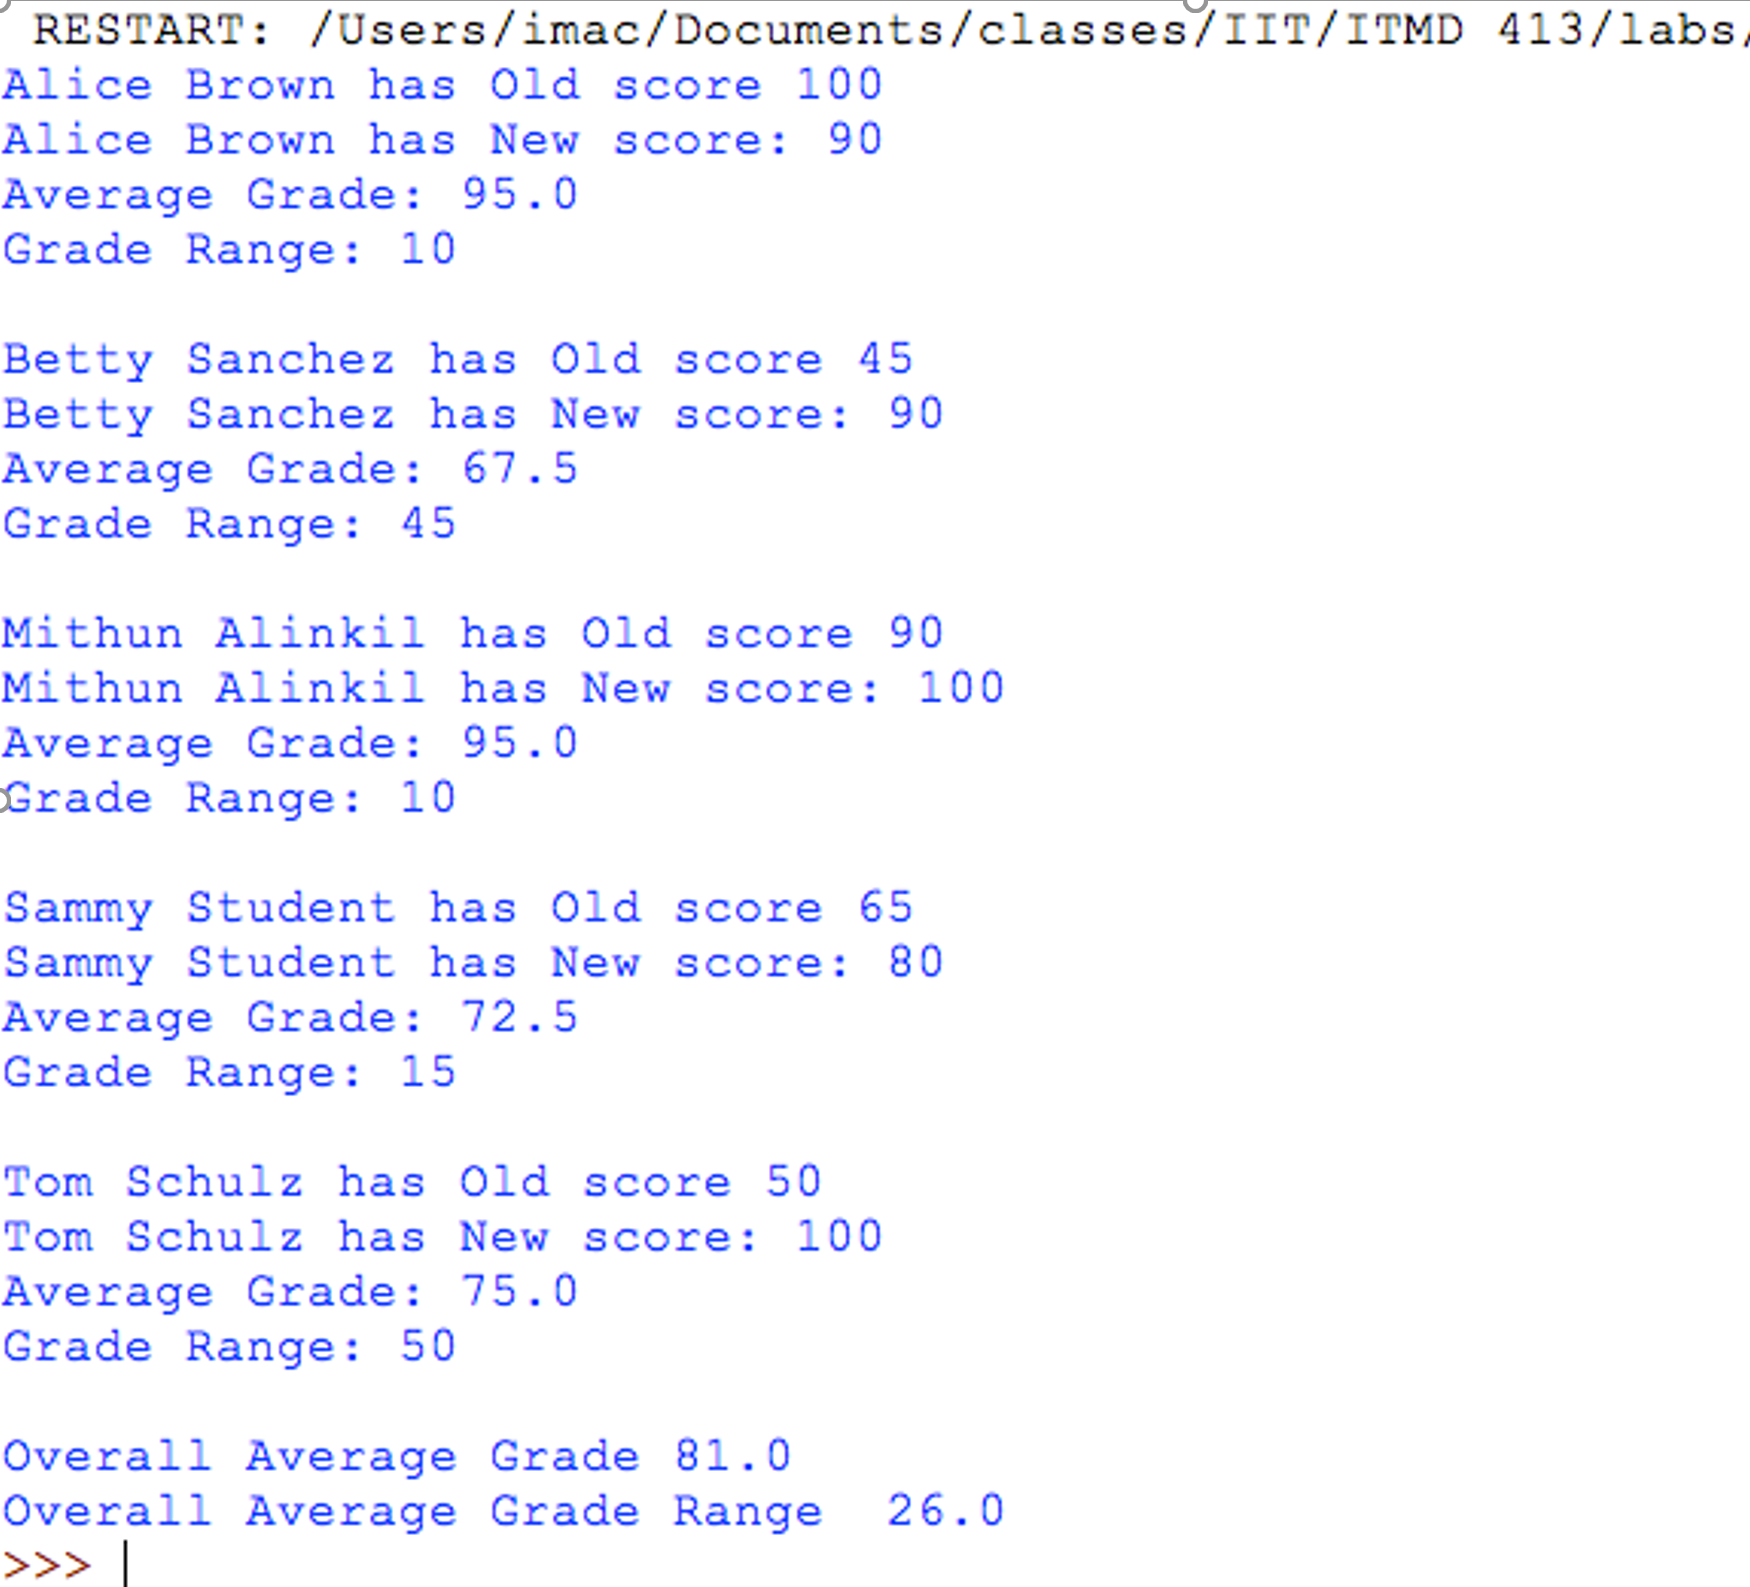 RESTART: /Users/imac/Documents/classes/IIT/ITMD 413/labs/
Alice Brown has Old score 100
Alice Brown has New score: 90
Average Grade: 95.0
Grade Range: 10
Betty Sanchez has Old score 45
Betty Sanchez has New score: 90
Average Grade: 67.5
Grade Range: 45
Mithun Alinkil has Old score 90
Mithun Alinkil has New score: 100
Average Grade: 95.0
Grade Range: 10
Sammy Student has Old score 65
Sammy Student has New score: 80
Average Grade: 72.5
Grade Range: 15
Tom Schulz has Old score 50
Tom Schulz has New score: 100
Average Grade: 75.0
Grade Range: 50
Overall Average Grade 81.0
Overall Average Grade Range  26.0
>>>